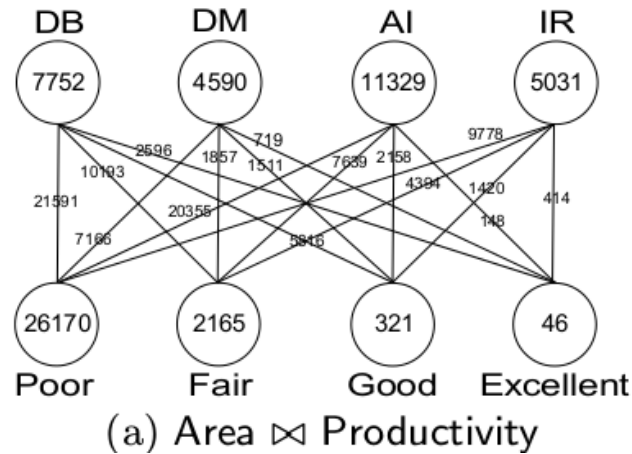 DB DM AI IR
7752 4590 11329 5031
719 9778
2596 1857 1511 7639 2158
10193 4394 1420
21591 20355 148 414
7166 5816
26170 2165 321 46
Poor Fair Good Excellent
(a) Area ⋈ Productivity